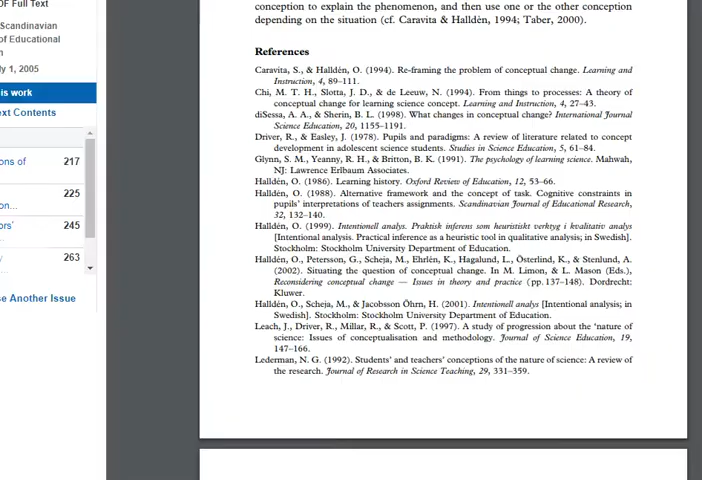 OF Full Text
Scandinavian
of Educational
n
ly 1, 2005
is work
ext Contents
ons of
217
225
on...
ors'
245
...
y
263
..
se Another Issue
conception to explain the phenomenon, and then use one or the other conception
depending on the situation (cf. Caravita & Halldén, 1994; Taber, 2000).
References
Caravita, S., & Halldén, O. (1994). Re-framing the problem of conceptual change. Learning and
Instruction, 4, 89–111.
Chi, M. T. H., Slotta, J. D., & de Leeuw, N. (1994). From things to processes: A theory of
conceptual change for learning science concept. Learning and Instruction, 4, 27–43.
diSessa, A. A., & Sherin, B. L. (1998). What changes in conceptual change? International Journal
Science Education, 20, 1155–1191.
Driver, R., & Easley, J. (1978). Pupils and paradigms: A review of literature related to concept
development in adolescent science students. Studies in Science Education, 5, 61–84.
Glynn, S. M., Yeanny, R. H., & Britton, B. K. (1991). The psychology of learning science. Mahwah,
NJ: Lawrence Erlbaum Associates.
Halldén, O. (1986). Learning history. Oxford Review of Education, 12, 53–66.
Halldén, O. (1988). Alternative framework and the concept of task. Cognitive constraints in
pupils' interpretations of teachers assignments. Scandinavian Journal of Educational Research,
32, 132–140.
Halldén, O. (1999). Intentionell analys. Praktisk inferens som heuristiskt verktyg i kvalitativ analys
[Intentional analysis. Practical inference as a heuristic tool in qualitative analysis; in Swedish].
Stockholm: Stockholm University Department of Education.
Halldén, O., Petersson, G., Scheja, M., Ehrlén, K., Haglund, L., Österlind, K., & Stenlund, A.
(2002). Situating the question of conceptual change. In M. Limon, & L. Mason (Eds.),
Reconsidering conceptual change — Issues in theory and practice (pp. 137–148). Dordrecht:
Kluwer.
Halldén, O., Scheja, M., & Jacobsson Öhrn, H. (2001). Intentionell analys [Intentional analysis; in
Swedish]. Stockholm: Stockholm University Department of Education.
Leach, J., Driver, R., Millar, R., & Scott, P. (1997). A study of progression about the 'nature of
science: Issues of conceptualisation and methodology. Journal of Science Education, 19,
147–166.
Lederman, N. G. (1992). Students' and teachers' conceptions of the nature of science: A review of
the research. Journal of Research in Science Teaching, 29, 331–359.